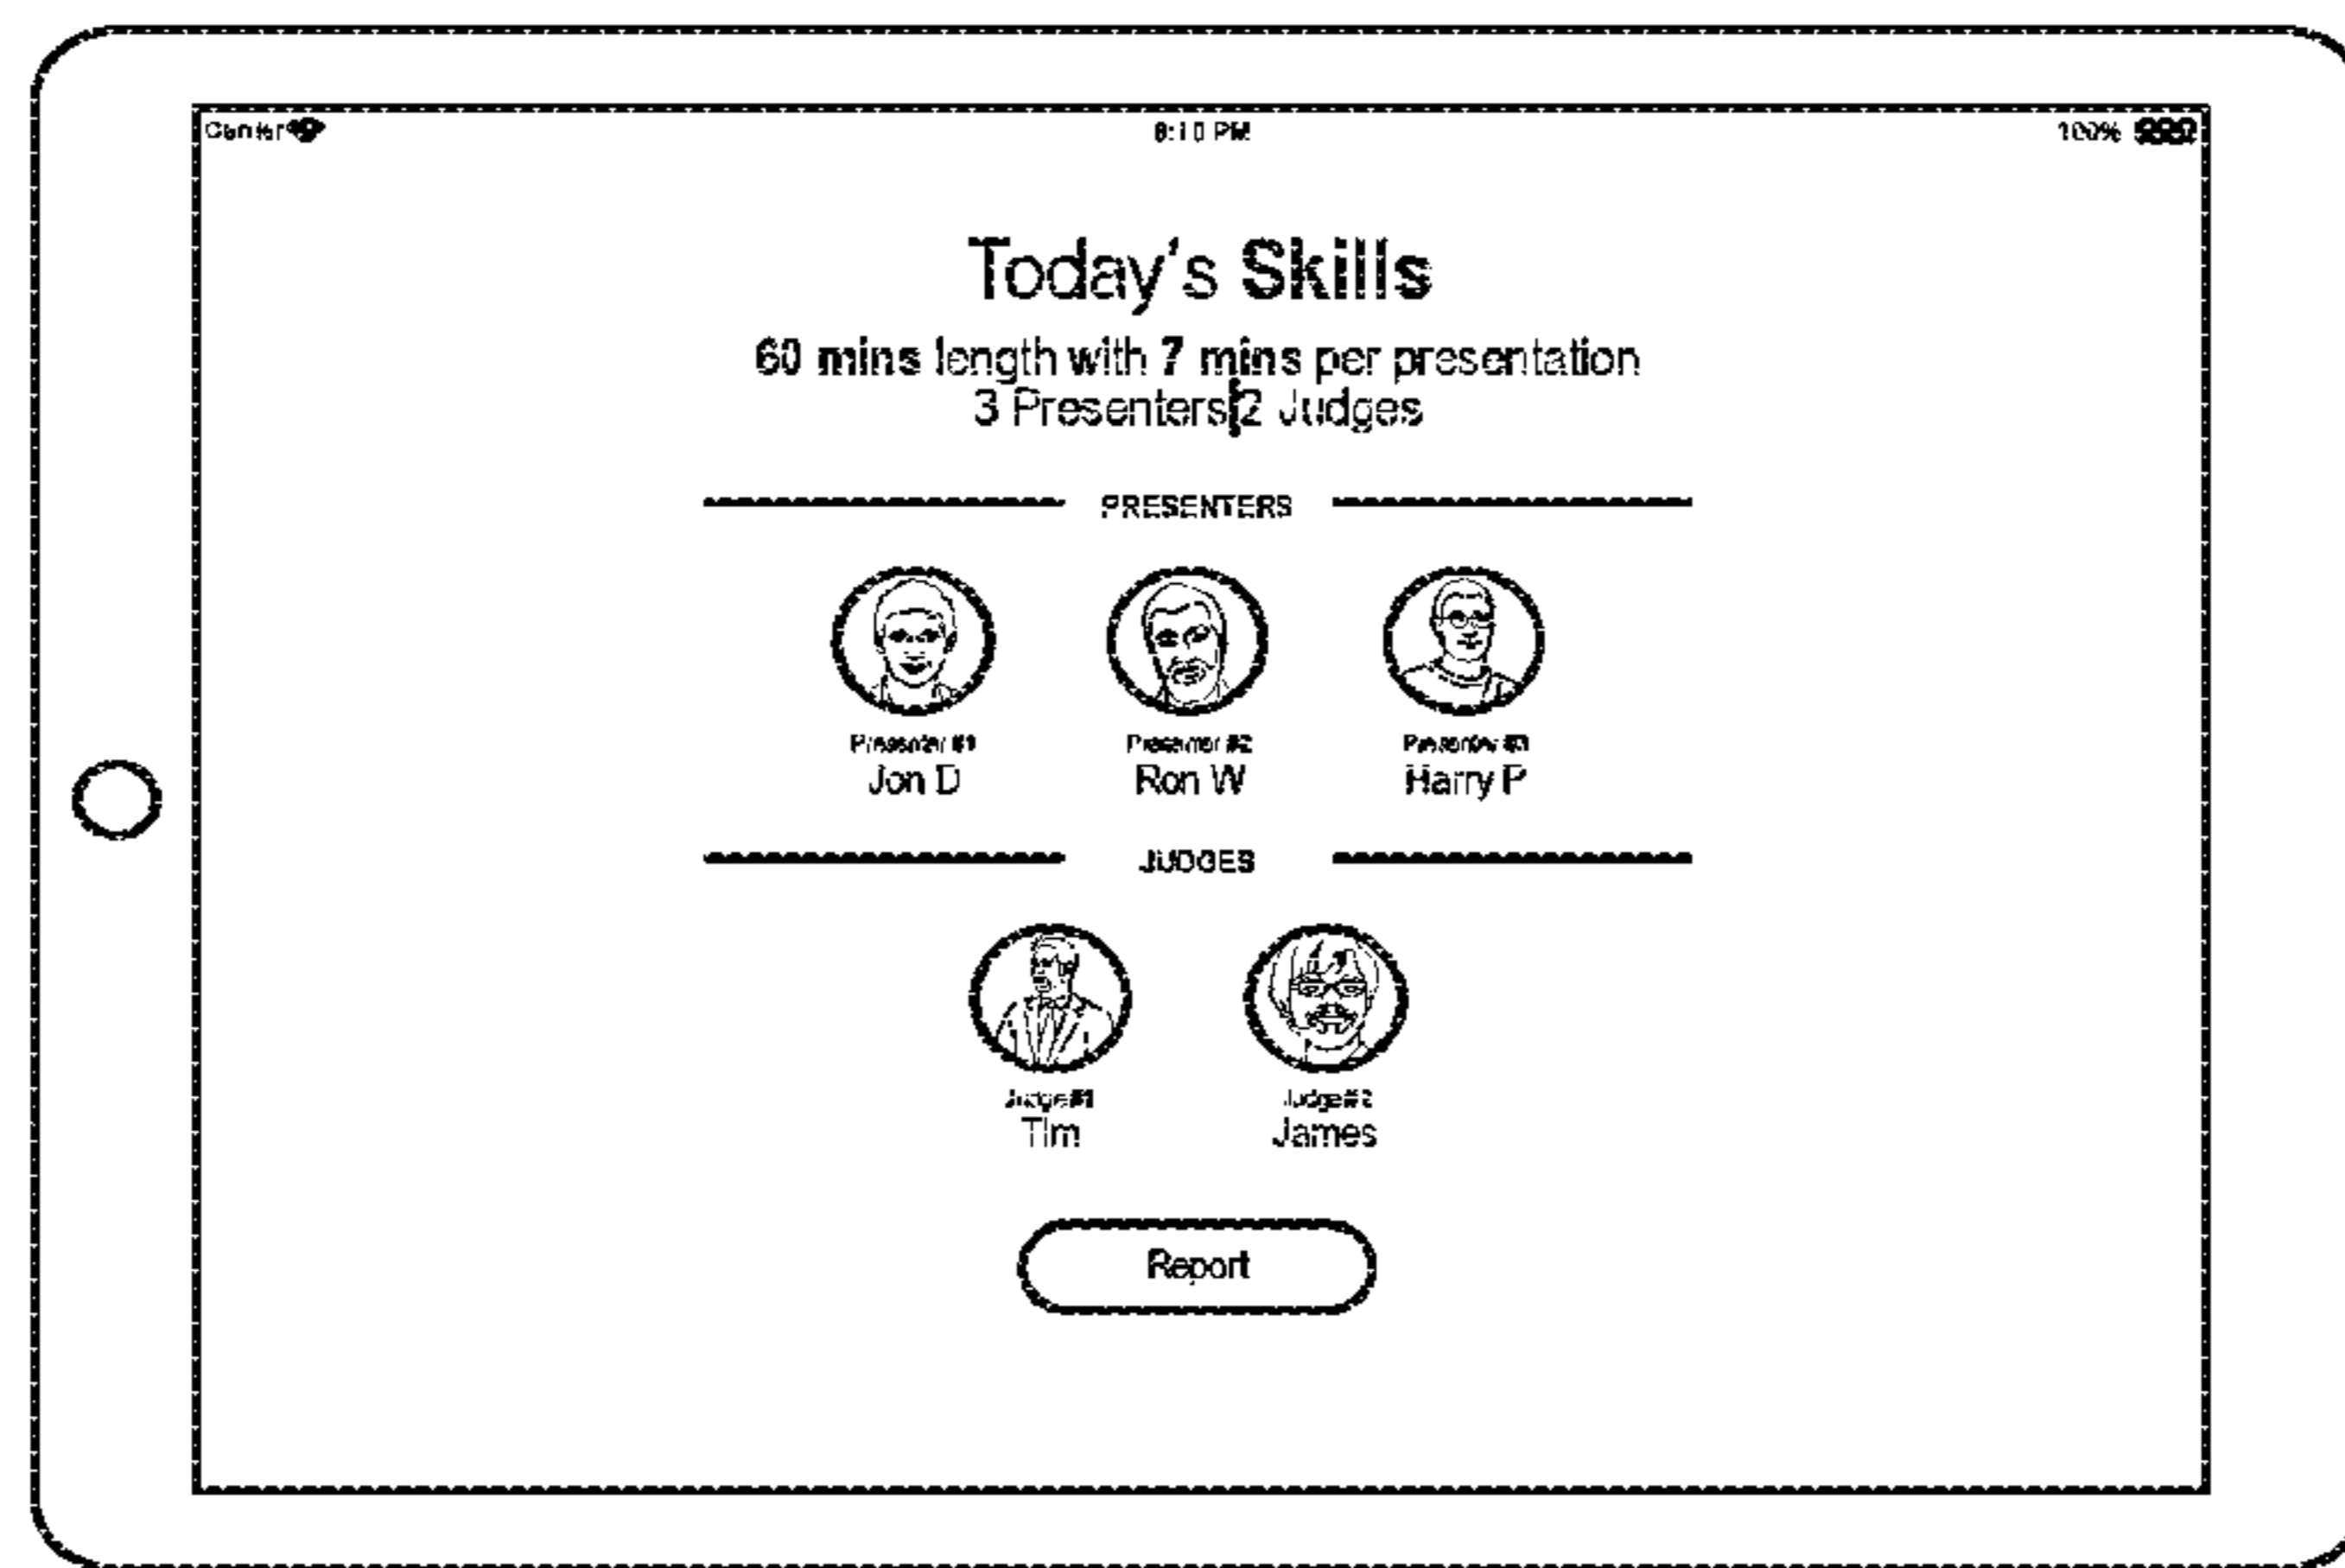 Carrier 8:10 PM 100%
Today's Skills
60 mins length with 7 mins per presentation
3 Presenters|2 Judges
PRESENTERS
Presenter #1 Presenter #2 Presenter #3
Jon D Ron W Harry P
JUDGES
Judge#1 Judge#2
Tim James
Report